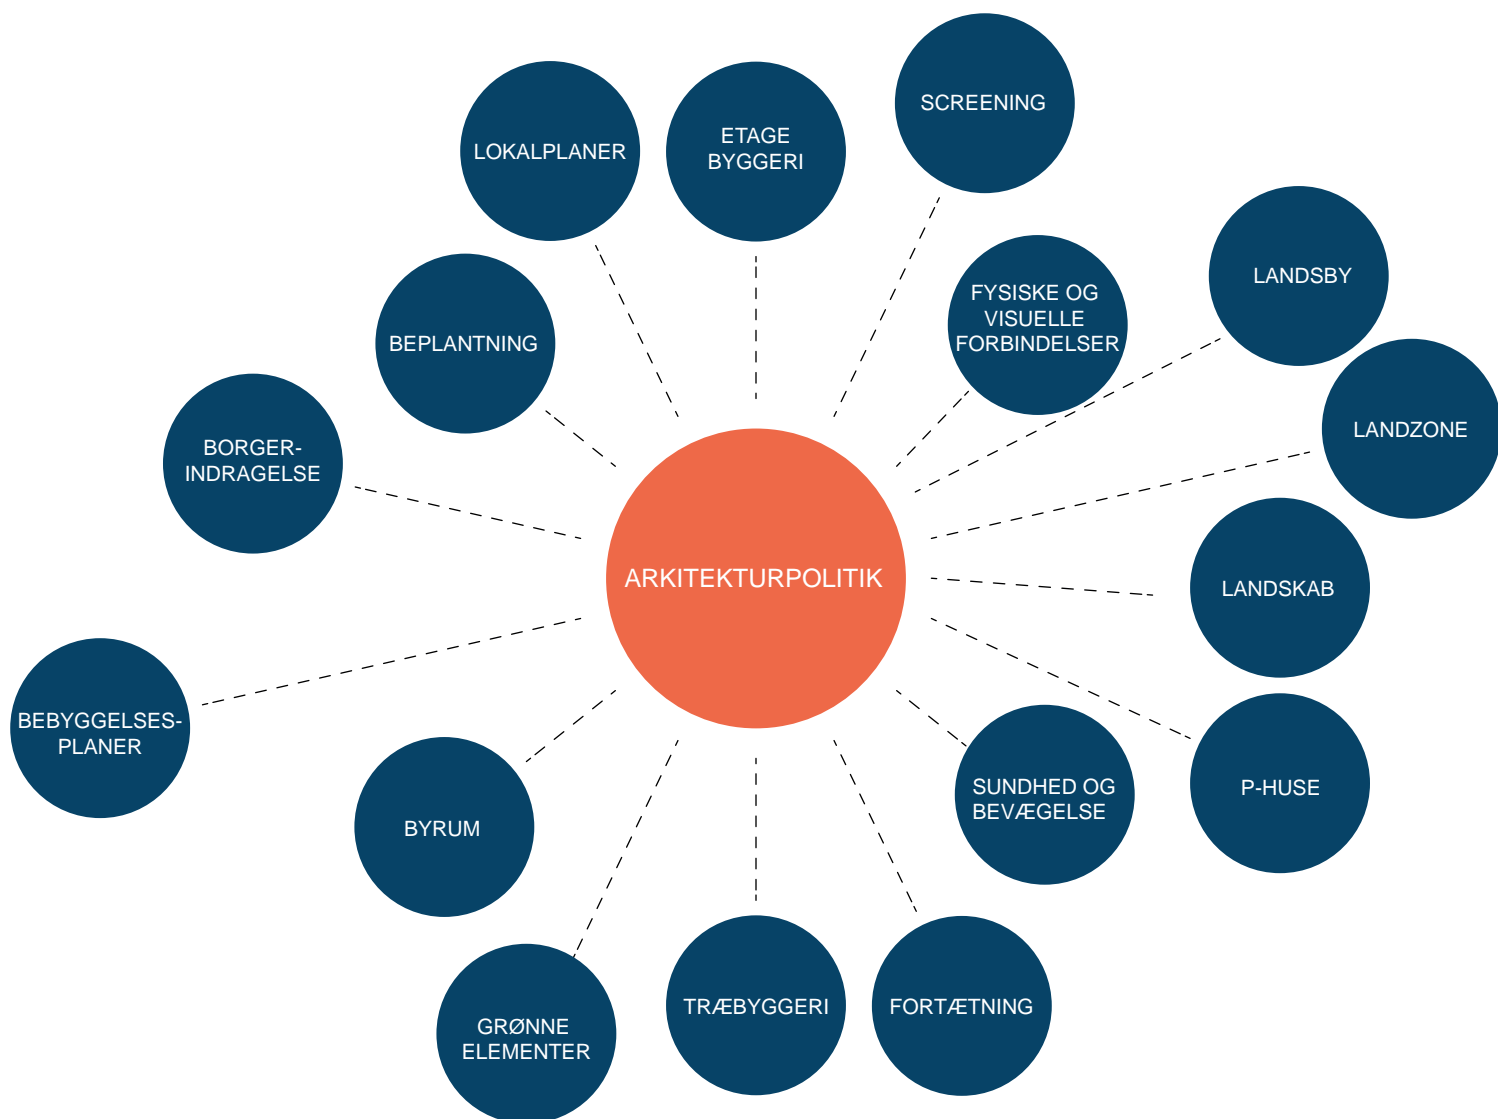 SCREENING
LOKALPLANER
ETAGE
BYGGERI
LANDSBY
FYSISKE OG
VISUELLE
FORBINDELSER
BEPLANTNING
LANDZONE
BORGER-
INDRAGELSE
ARKITEKTURPOLITIK
LANDSKAB
BEBYGGELSES-
PLANER
SUNDHED OG
BEVÆGELSE
P-HUSE
BYRUM
TRÆBYGGERI
FORTÆTNING
GRØNNE
ELEMENTER